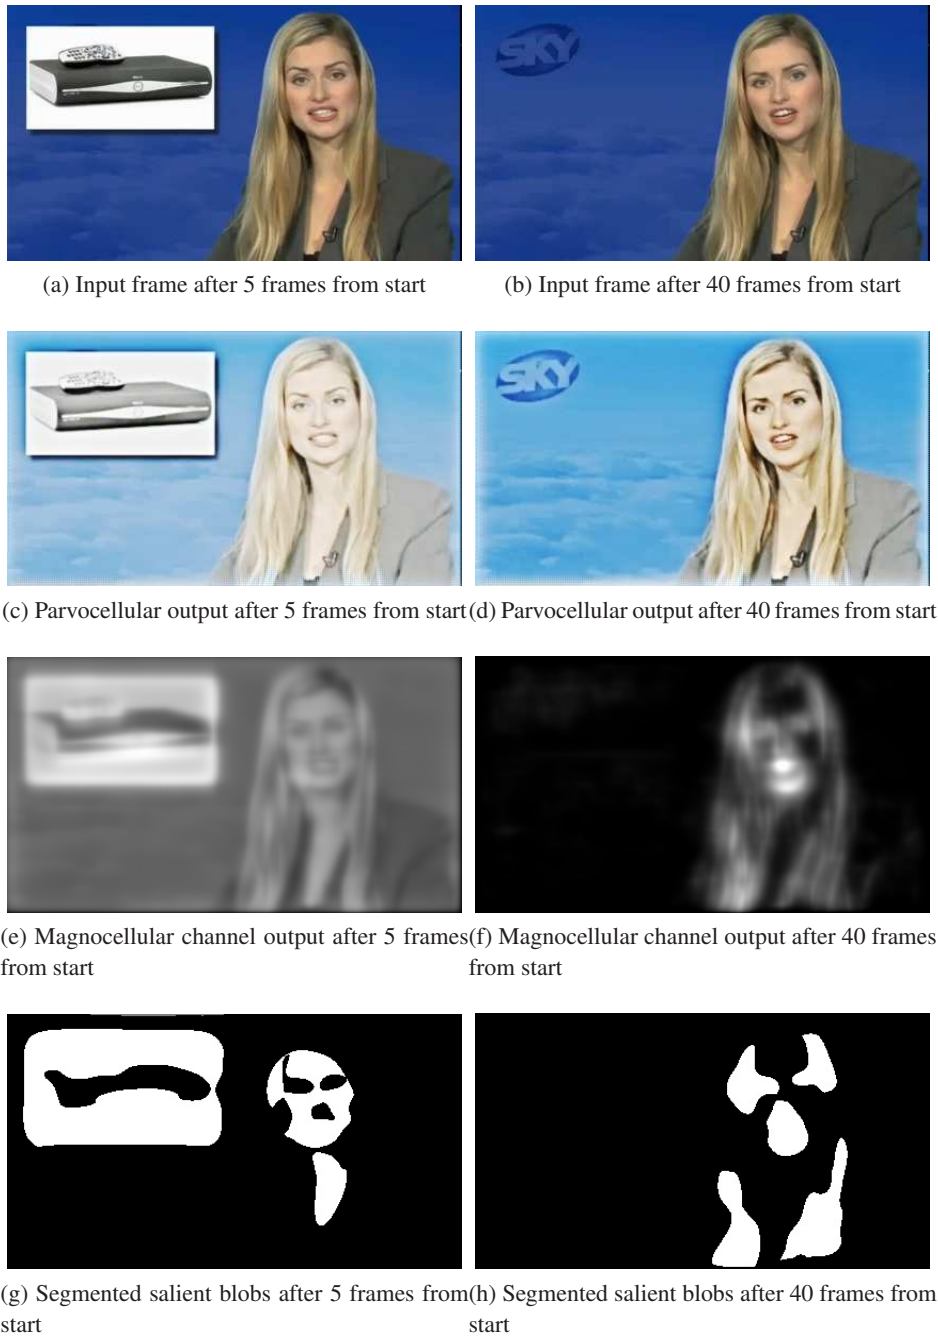 SKY
(a) Input frame after 5 frames from start
(b) Input frame after 40 frames from start
SKY
(c) Parvocellular output after 5 frames from start
(d) Parvocellular output after 40 frames from start
(e) Magnocellular channel output after 5 frames
from start
(f) Magnocellular channel output after 40 frames
from start
(g) Segmented salient blobs after 5 frames from
start
(h) Segmented salient blobs after 40 frames from
start